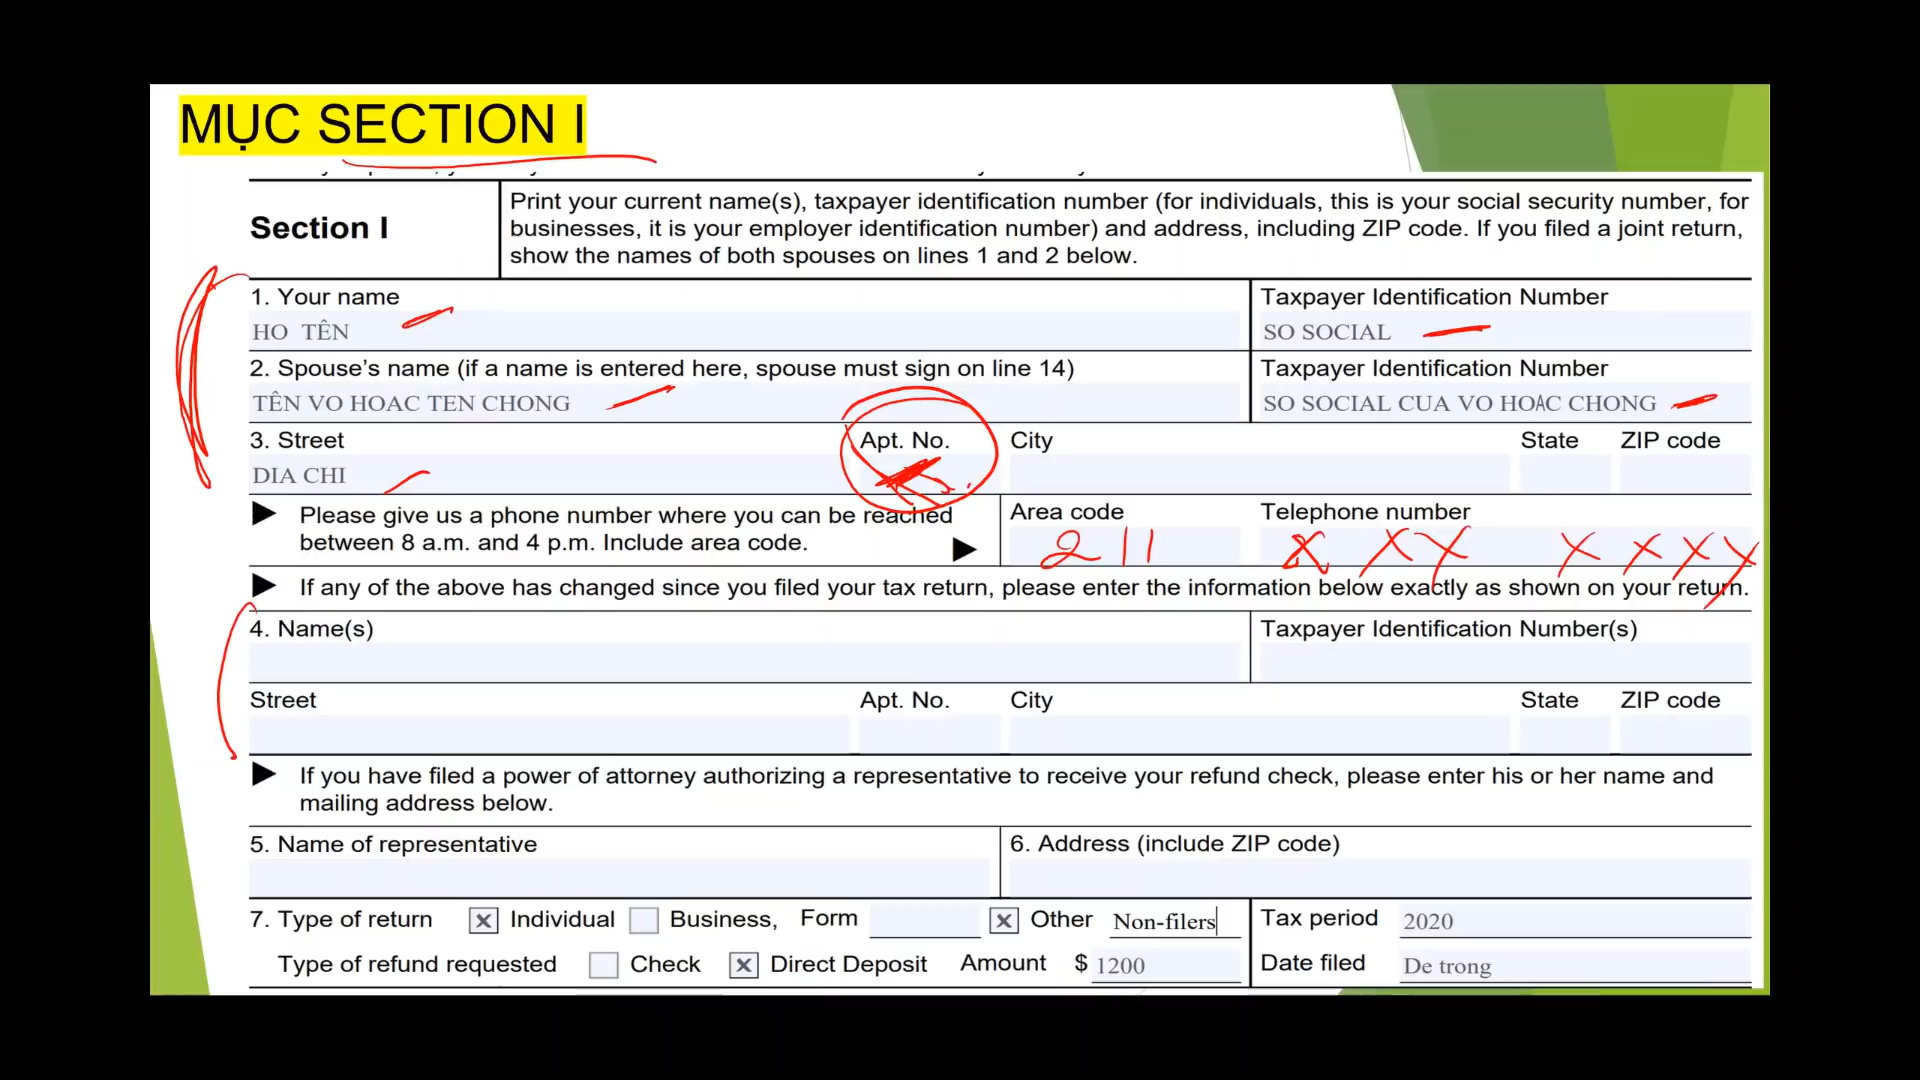 MỤC SECTION I
Section I
Print your current name(s), taxpayer identification number (for individuals, this is your social security number, for
businesses, it is your employer identification number) and address, including ZIP code. If you filed a joint return,
show the names of both spouses on lines 1 and 2 below.
1. Your name
Taxpayer Identification Number
HO TÊN
SO SOCIAL
2. Spouse's name (if a name is entered here, spouse must sign on line 14)
Taxpayer Identification Number
TÊN VO HOAC TEN CHONG
SO SOCIAL CUA VO HOAC CHONG
3. Street
Apt. No.
City
State
ZIP code
DIA CHI
Please give us a phone number where you can be reached
between 8 a.m. and 4 p.m. Include area code.
Area code
Telephone number
211
X X X X X X X
If any of the above has changed since you filed your tax return, please enter the information below exactly as shown on your return.
4. Name(s)
Taxpayer Identification Number(s)
Street
Apt. No.
City
State
ZIP code
If you have filed a power of attorney authorizing a representative to receive your refund check, please enter his or her name and
mailing address below.
5. Name of representative
6. Address (include ZIP code)
7. Type of return X Individual Business, Form X Other Non-filers
Tax period 2020
Type of refund requested Check X Direct Deposit Amount $ 1200
Date filed De trong